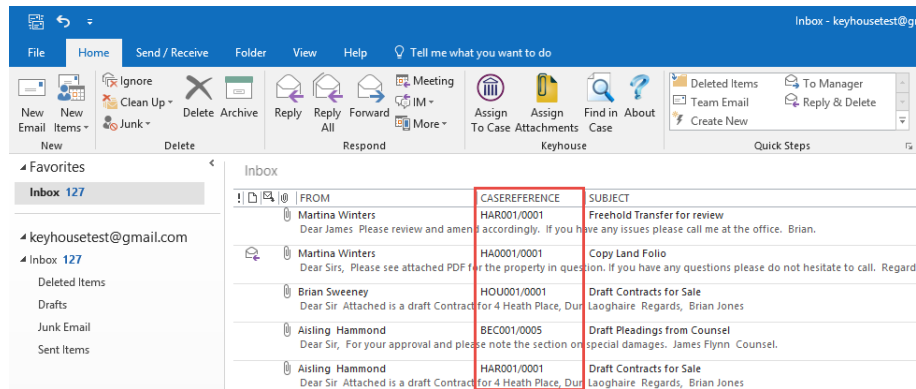 Inbox - keyhousetest@g
File Home Send / Receive Folder View Help Tell me what you want to do
New Email
New Items
Ignore
Clean Up
Junk
Delete
Archive
Reply
Reply All
Forward
Meeting
IM
More
Assign To Case
Assign Attachments
Find in Case
About
Deleted Items
Team Email
Create New
To Manager
Reply & Delete
New Delete Respond Keyhouse Quick Steps
Favorites
Inbox 127
keyhousetest@gmail.com
Inbox 127
Deleted Items
Drafts
Junk Email
Sent Items
Inbox
! FROM CASEREFERENCE SUBJECT
Martina Winters HAR001/0001 Freehold Transfer for review
Dear James Please review and amend accordingly. If you have any issues please call me at the office. Brian.
Martina Winters HA0001/0001 Copy Land Folio
Dear Sirs, Please see attached PDF for the property in question. If you have any questions please do not hesitate to call. Regard
Brian Sweeney HOU001/0001 Draft Contracts for Sale
Dear Sir Attached is a draft Contract for 4 Heath Place, Dun Laoghaire Regards, Brian Jones
Aisling Hammond BEC001/0005 Draft Pleadings from Counsel
Dear Sir, For your approval and please note the section on special damages. James Flynn Counsel.
Aisling Hammond HAR001/0001 Draft Contracts for Sale
Dear Sir Attached is a draft Contract for 4 Heath Place, Dun Laoghaire Regards, Brian Jones